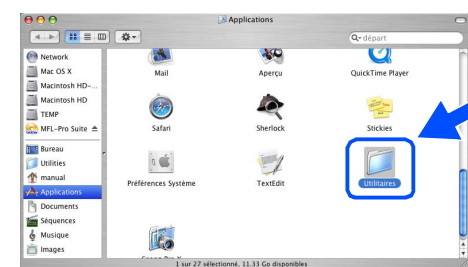 Applications
départ
Network
Mac OS X
Macintosh HD-...
Macintosh HD
TEMP
MFL-Pro Suite
Bureau
Utilities
manual
Applications
Documents
Séquences
Musique
Images
Mail
Aperçu
QuickTime Player
Safari
Sherlock
Stickies
Préférences Système
TextEdit
Utilitaires
1 sur 27 sélectionné, 11.33 Go disponibles